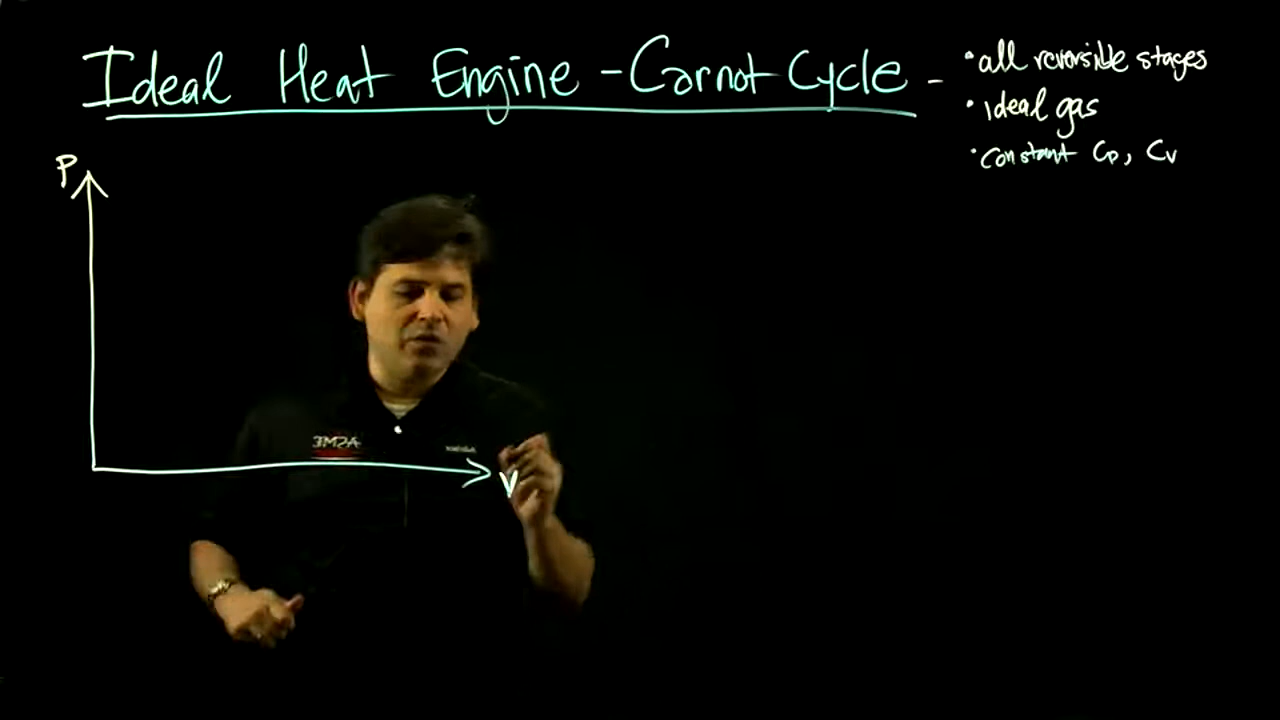 Ideal Heat Engine - Carnot Cycle -
• all reversible stages
• ideal gas
• constant Cp, Cv
P
ASME
V